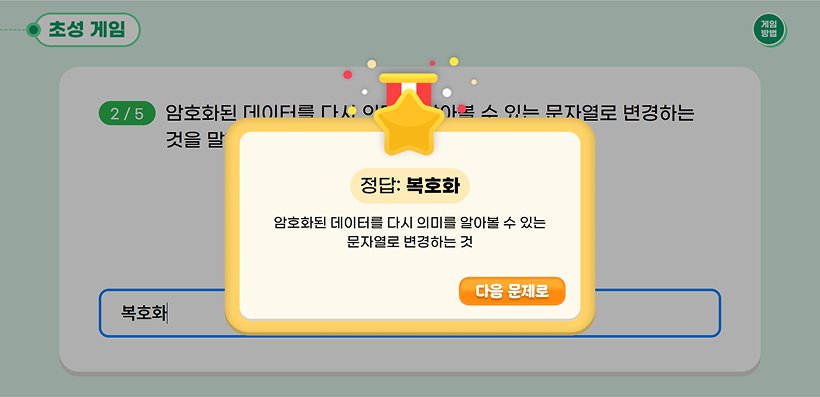 초성 게임
게임
방법
2 / 5
암호화된 데이터를 다시 알아볼 수 있는 문자열로 변경하는
것을 말
정답: 복호화
암호화된 데이터를 다시 의미를 알아볼 수 있는
문자열로 변경하는 것
다음 문제로
복호화